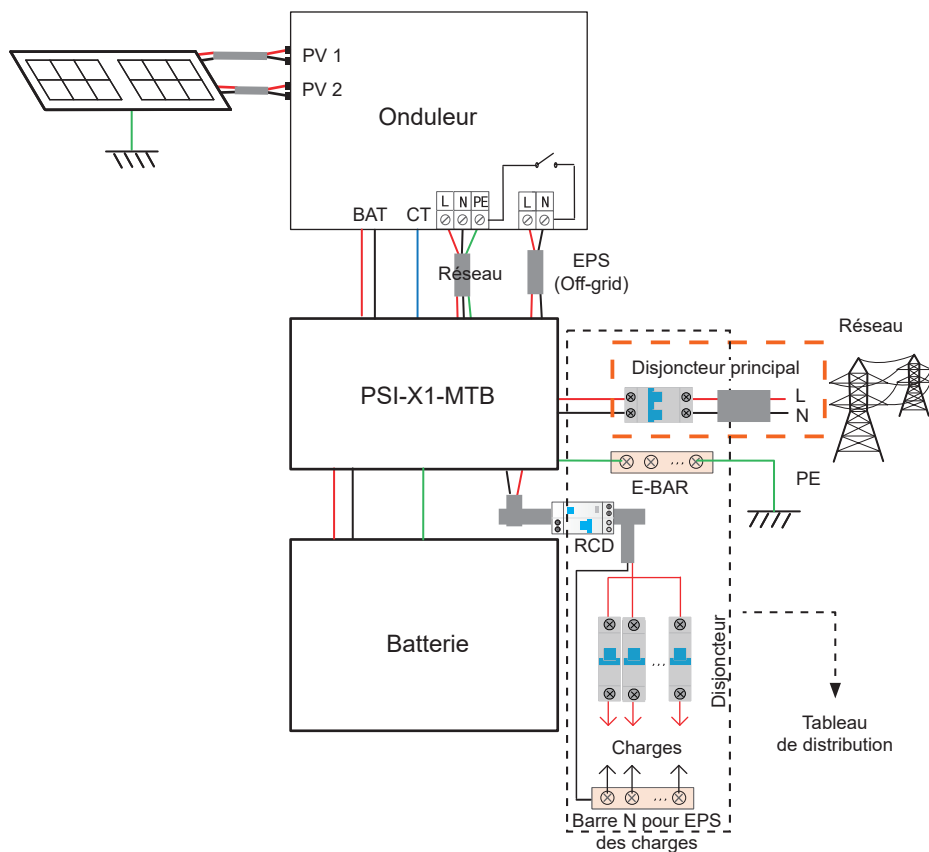 PV 1
PV 2
Onduleur
L N PE
L N
BAT
CT
Réseau
EPS
(Off-grid)
Réseau
Disjoncteur principal
PSI-X1-MTB
L
N
E-BAR
PE
RCD
Batterie
Disjoncteur
...
Charges
Tableau
de distribution
Barre N pour EPS
des charges